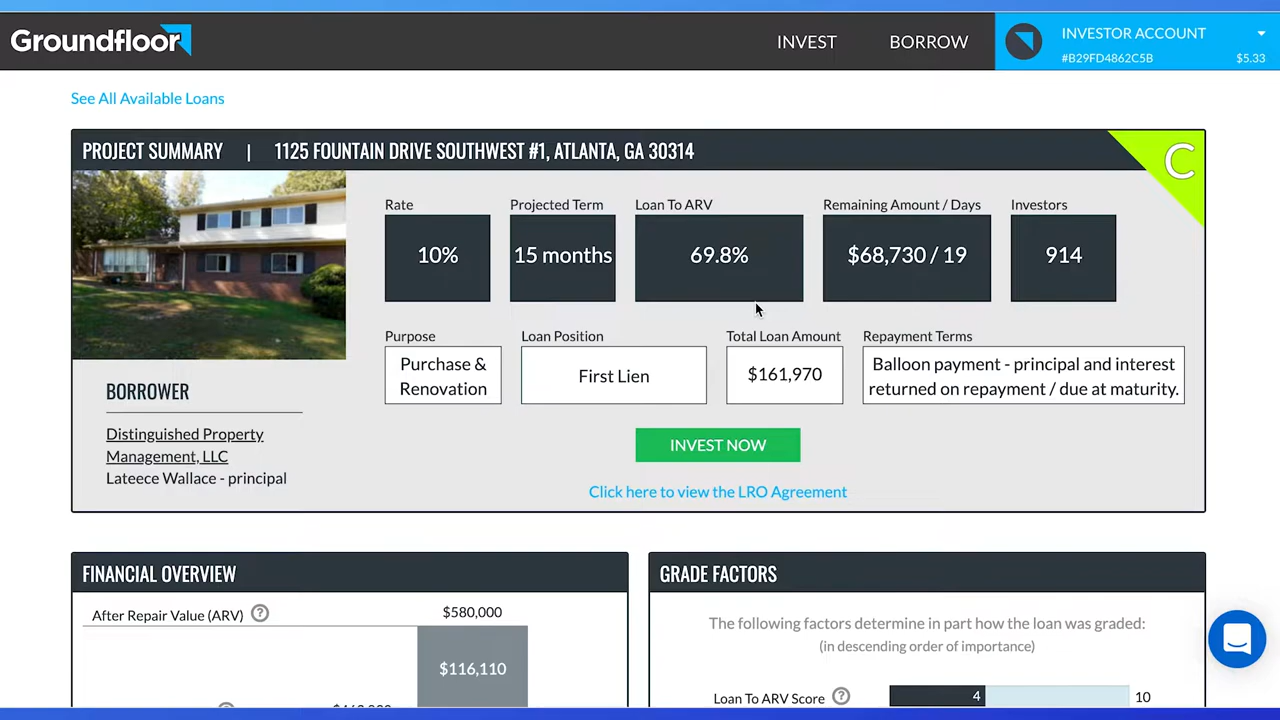 Groundfloor
INVEST
BORROW
INVESTOR ACCOUNT
#B29FD4862C5B
$5.33
See All Available Loans
PROJECT SUMMARY | 1125 FOUNTAIN DRIVE SOUTHWEST #1, ATLANTA, GA 30314
C
Rate
Projected Term
Loan To ARV
Remaining Amount / Days
Investors
10%
15 months
69.8%
$68,730 / 19
914
Purpose
Loan Position
Total Loan Amount
Repayment Terms
Purchase &
Renovation
First Lien
$161,970
Balloon payment - principal and interest
returned on repayment / due at maturity.
BORROWER
Distinguished Property
Management, LLC
Lateece Wallace - principal
INVEST NOW
Click here to view the LRO Agreement
FINANCIAL OVERVIEW
After Repair Value (ARV) ?
$580,000
$116,110
GRADE FACTORS
The following factors determine in part how the loan was graded:
(in descending order of importance)
Loan To ARV Score ?
4
10